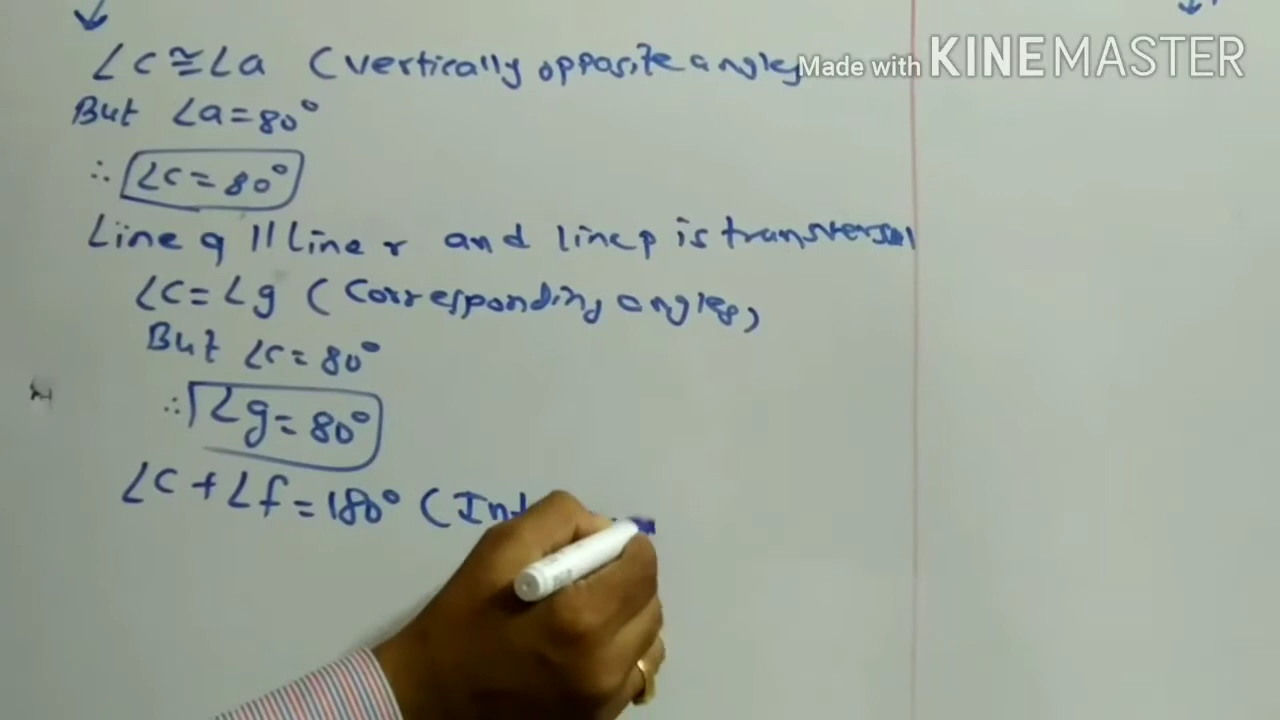 ∠c ≅ ∠a (vertically opposite angles
Made with KINEMASTER
But ∠a = 80°
∴ ∠c = 80°
Line q || Line r and line p is transversal
∠c = ∠g (Corresponding angles)
But ∠c = 80°
∴ ∠g = 80°
∠c + ∠f = 180° (Int